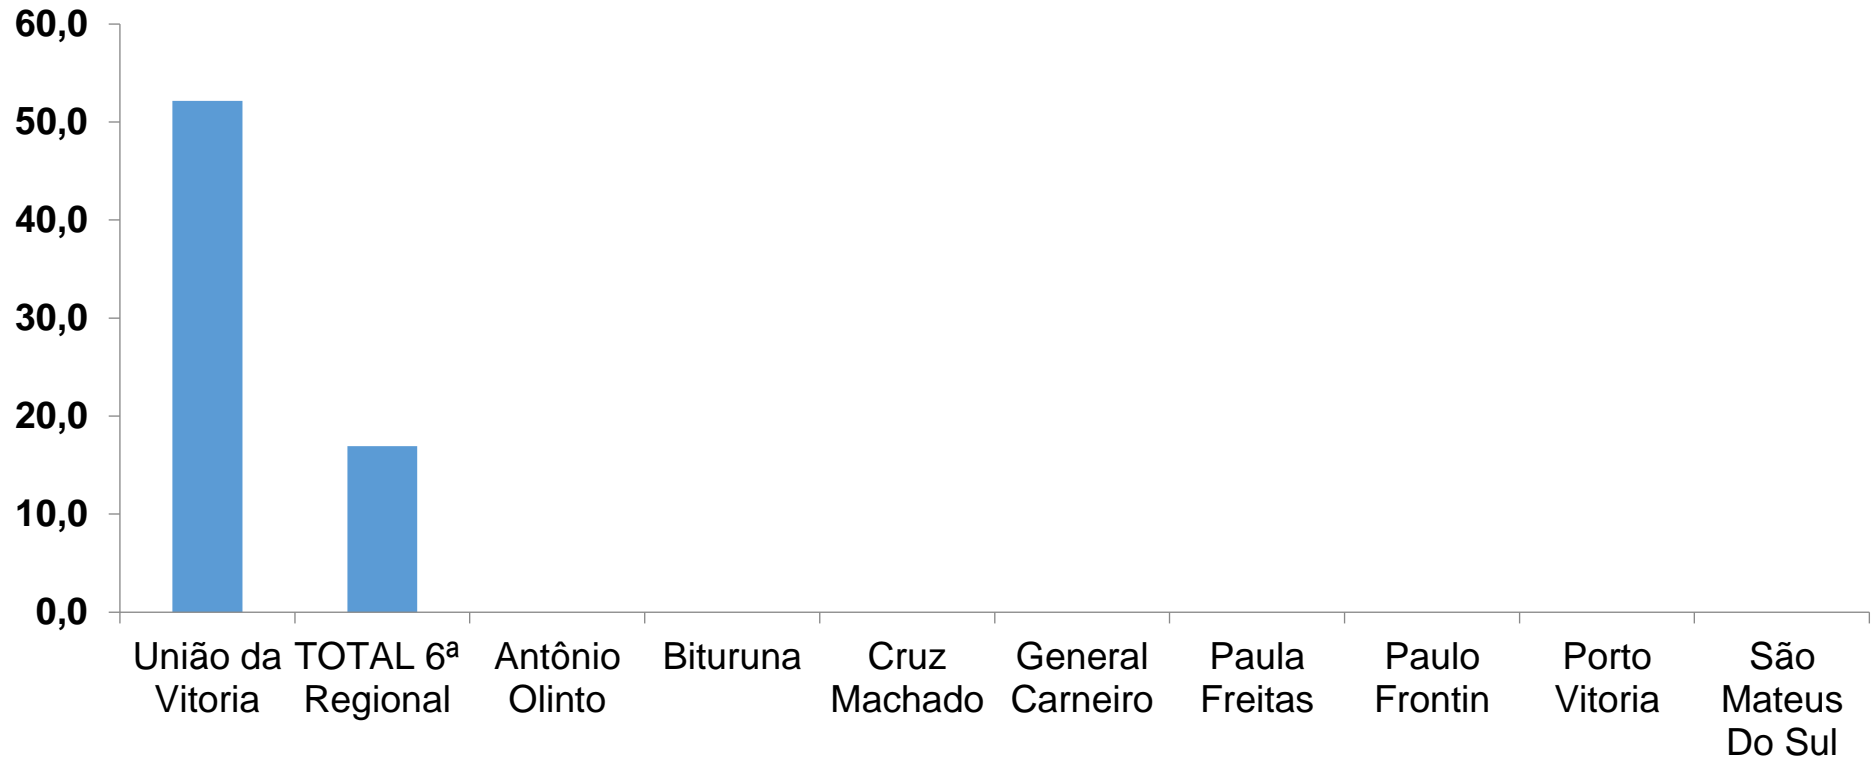 60,0
50,0
40,0
30,0
20,0
10,0
0,0
União da
Vitoria
TOTAL 6ª
Regional
Antônio
Olinto
Bituruna
Cruz
Machado
General
Carneiro
Paula
Freitas
Paulo
Frontin
Porto
Vitoria
São
Mateus
Do Sul